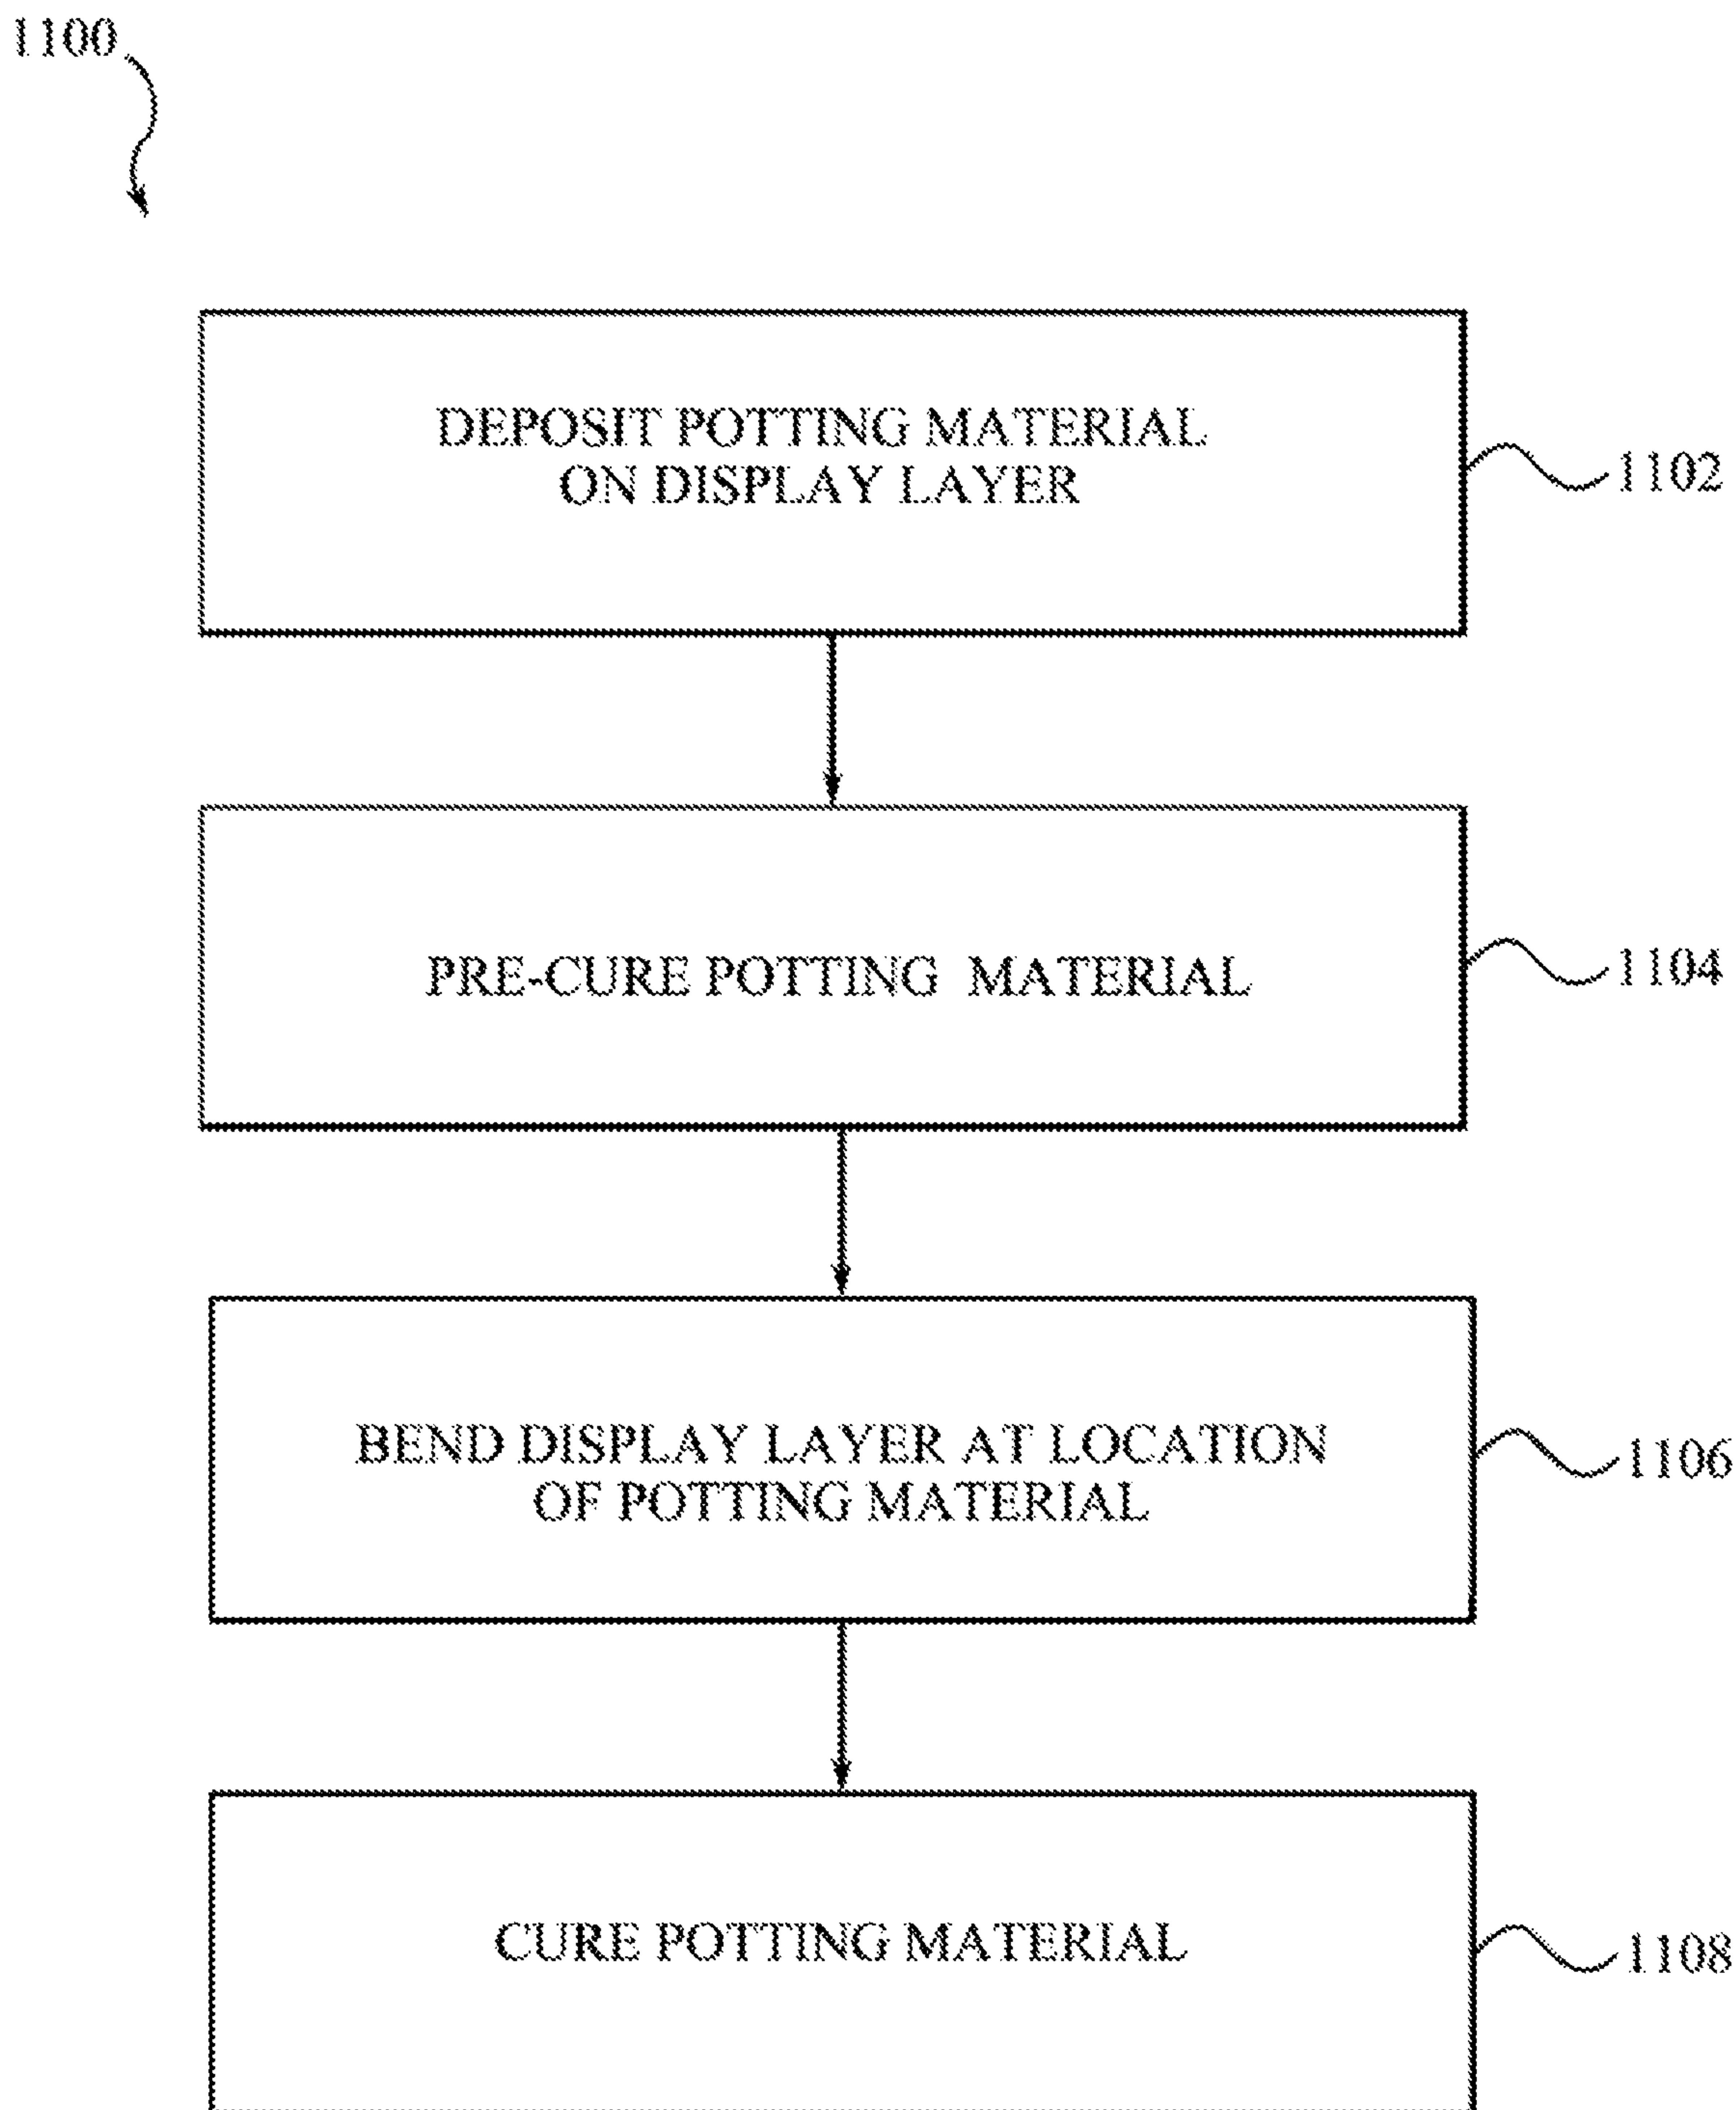 1100
DEPOSIT POTTING MATERIAL
ON DISPLAY LAYER
1102
PRE-CURE POTTING MATERIAL
1104
BEND DISPLAY LAYER AT LOCATION
OF POTTING MATERIAL
1106
CURE POTTING MATERIAL
1108